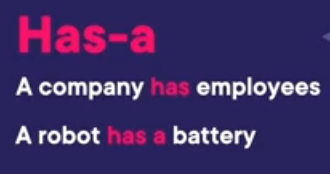 Has-a
A company has employees
A robot has a battery